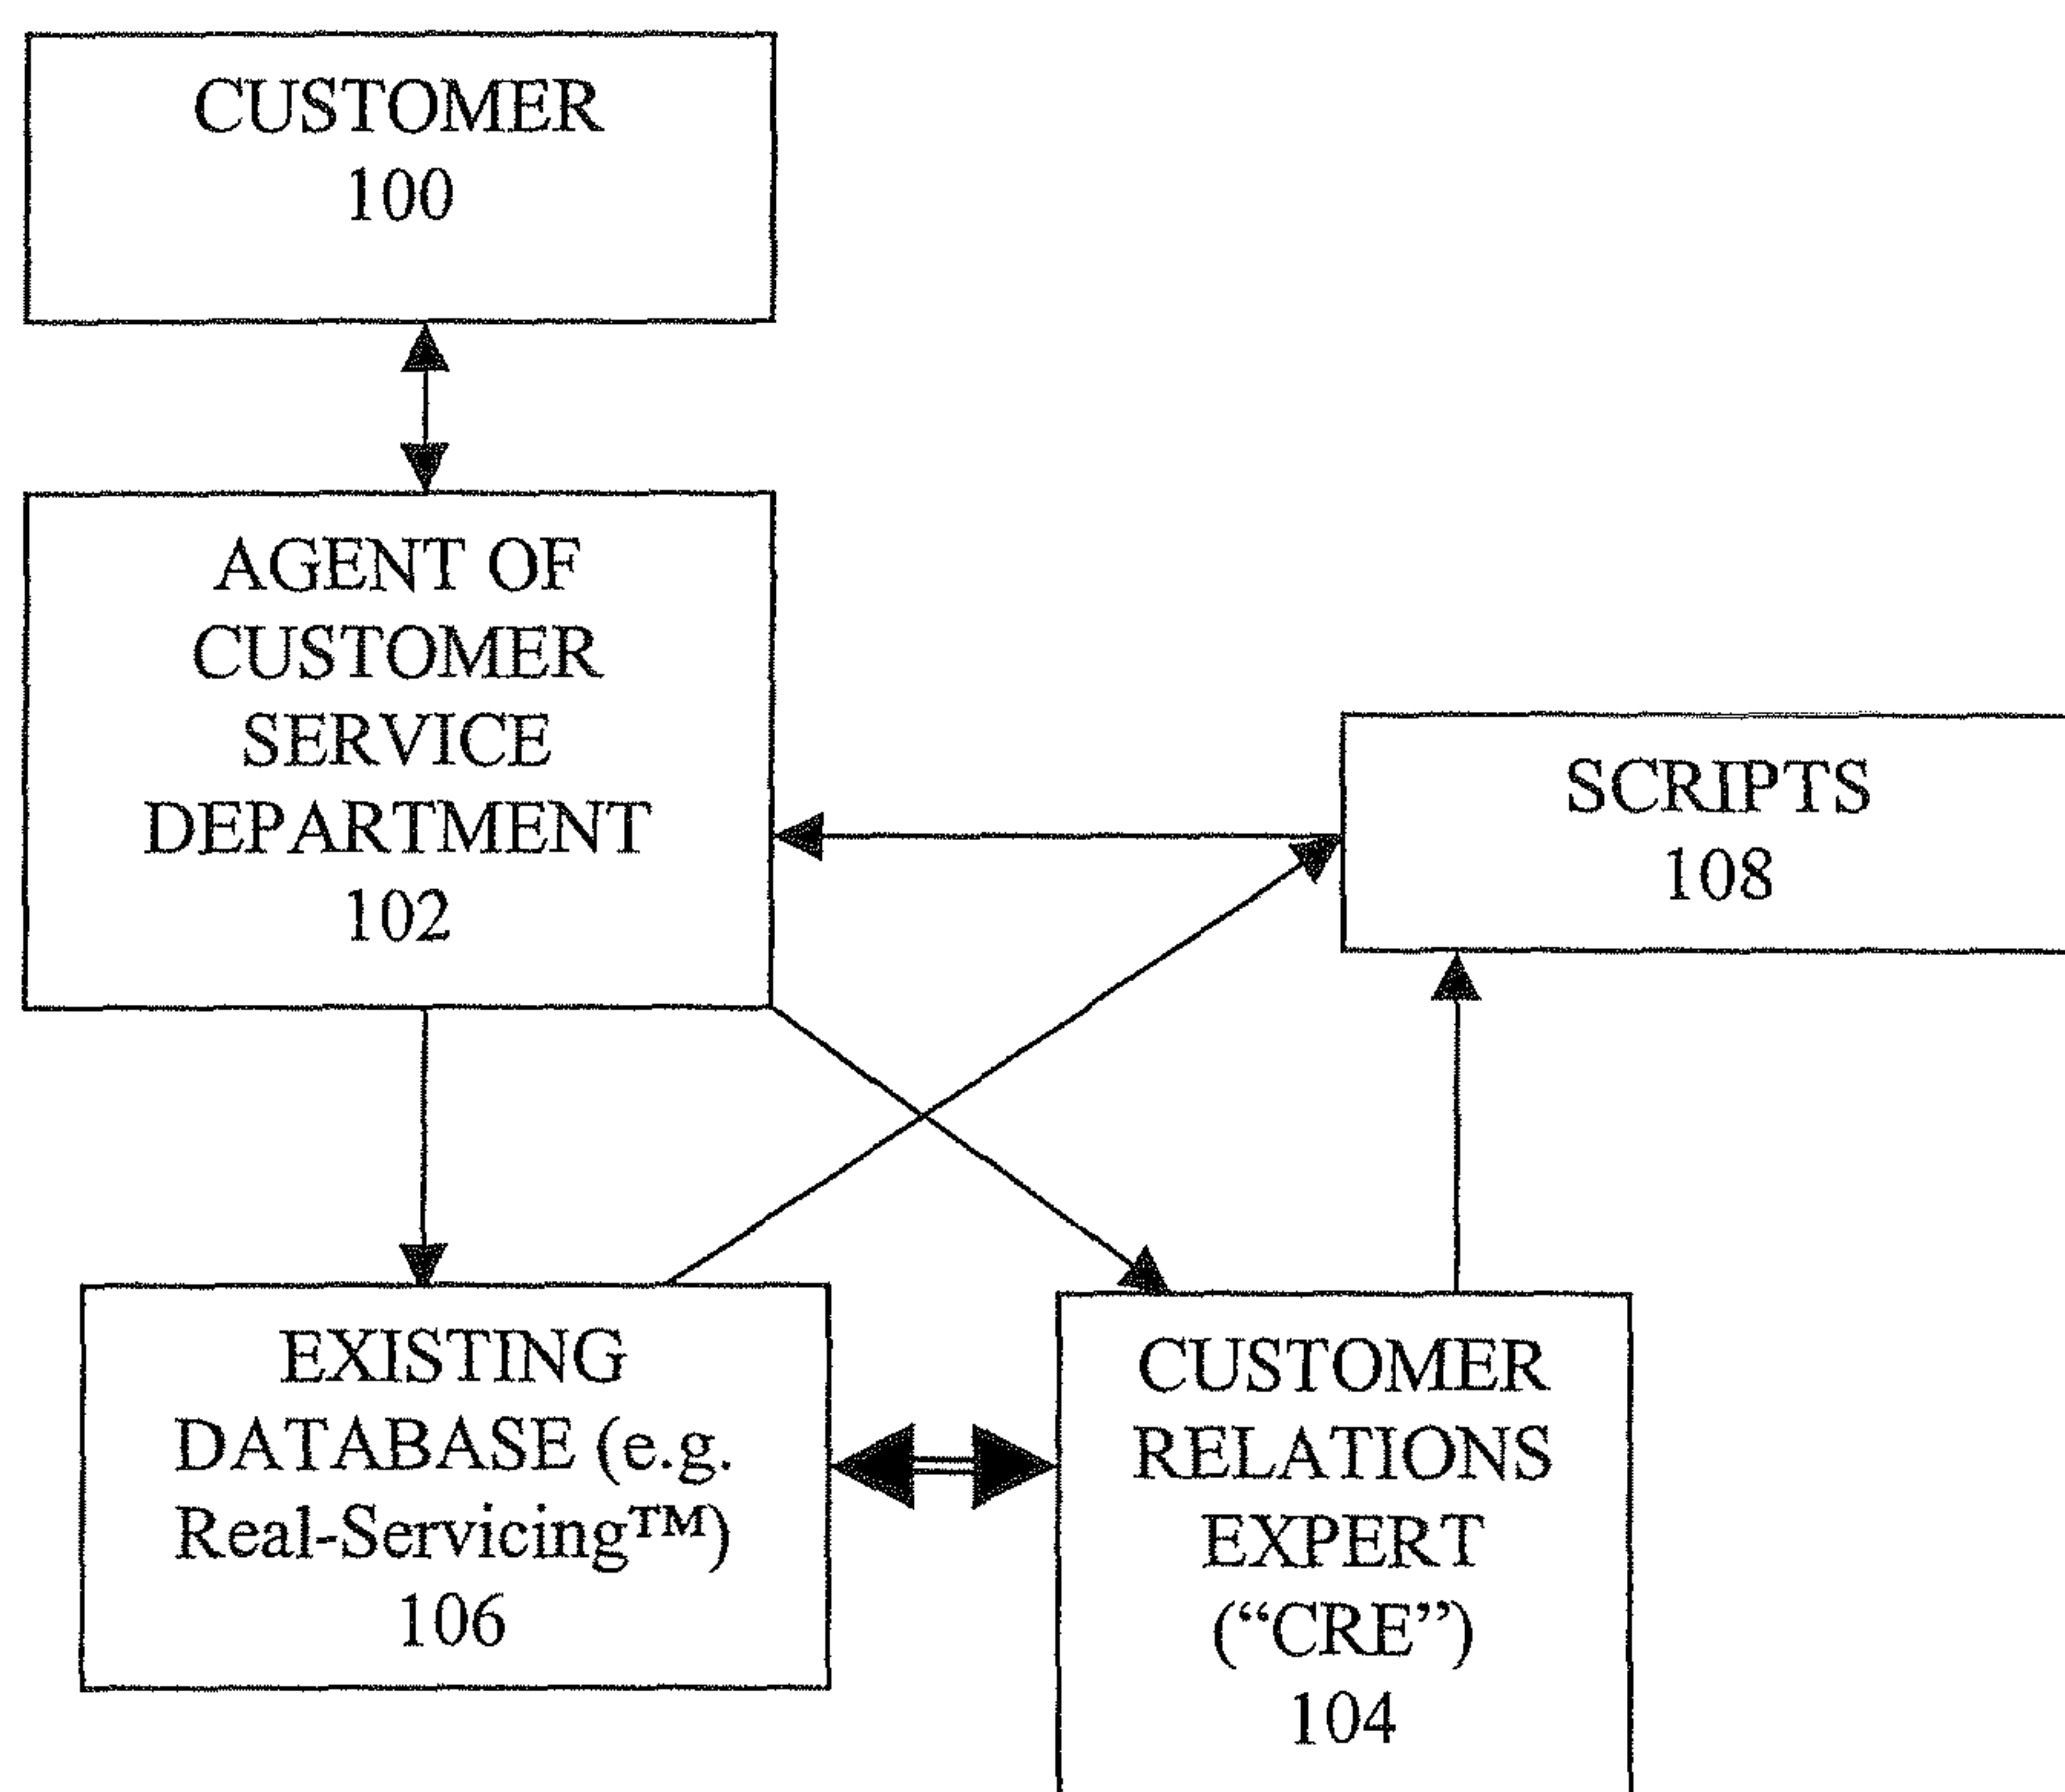 CUSTOMER
100
AGENT OF
CUSTOMER
SERVICE
DEPARTMENT
102
SCRIPTS
108
EXISTING
DATABASE (e.g.
Real-Servicing™)
106
CUSTOMER
RELATIONS
EXPERT
(“CRE”)
104